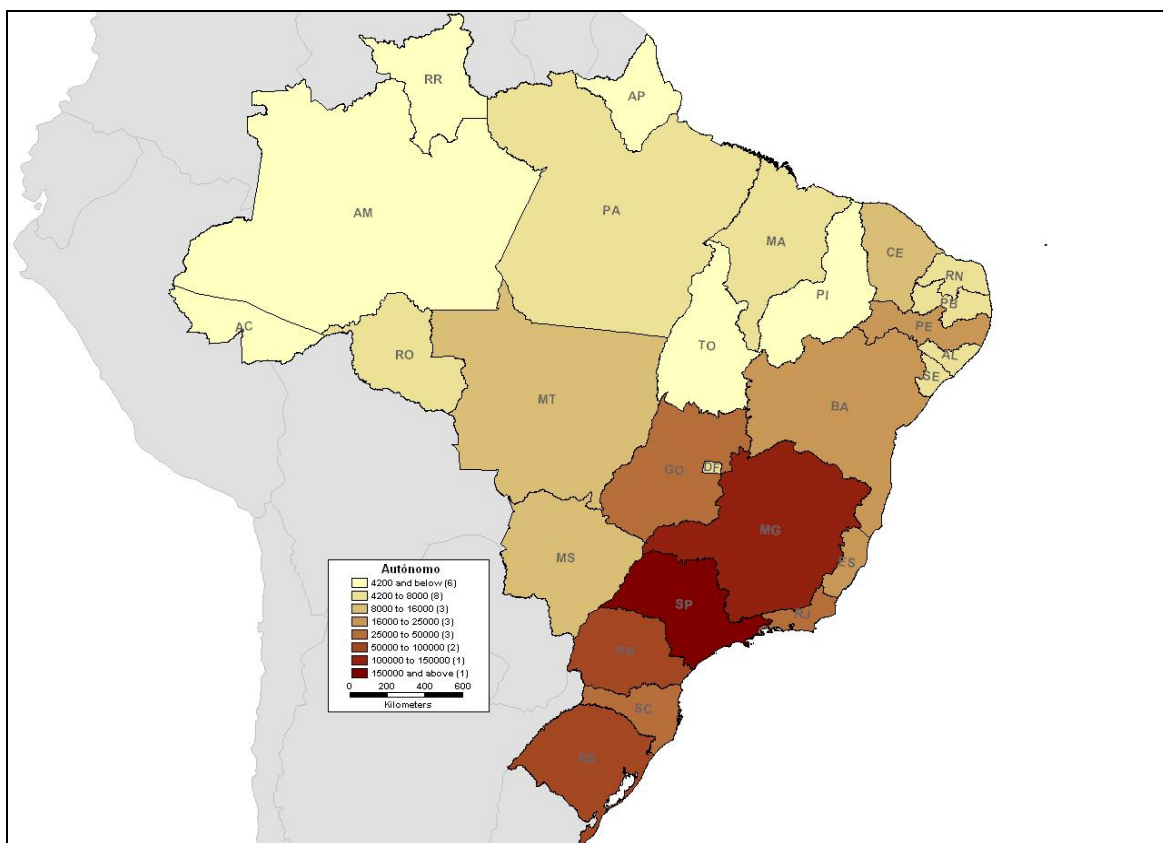 RR
AP
AM
PA
MA
CE
RN
PB
PI
PE
AC
AL
SE
RO
TO
BA
MT
DF
GO
MG
MS
ES
SP
RJ
PR
SC
RS
Autónomo
4200 and below (6)
4200 to 8000 (8)
8000 to 16000 (3)
16000 to 25000 (3)
25000 to 50000 (3)
50000 to 100000 (2)
100000 to 150000 (1)
150000 and above (1)
0 200 400 600
Kilometers